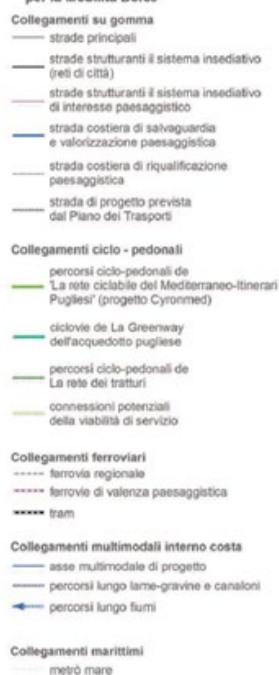 per la Mobilità Dolce
Collegamenti su gomma
strade principali
strade strutturanti il sistema insediativo
(reti di città)
strade strutturanti il sistema insediativo
di interesse paesaggistico
strada costiera di salvaguardia
e valorizzazione paesaggistica
strada costiera di riqualificazione
paesaggistica
strada di progetto prevista
dal Piano dei Trasporti
Collegamenti ciclo - pedonali
percorsi ciclo-pedonali de
'La rete ciclabile del Mediterraneo-Itinerari
Pugliesi' (progetto Cyronmed)
ciclovie de La Greenway
dell'acquedotto pugliese
percorsi ciclo-pedonali de
La rete dei tratturi
connessioni potenziali
della viabilità di servizio
Collegamenti ferroviari
ferrovia regionale
ferrovie di valenza paesaggistica
tram
Collegamenti multimodali interno costa
asse multimodale di progetto
percorsi lungo lame-gravine e canaloni
percorsi lungo fiumi
Collegamenti marittimi
metrò mare